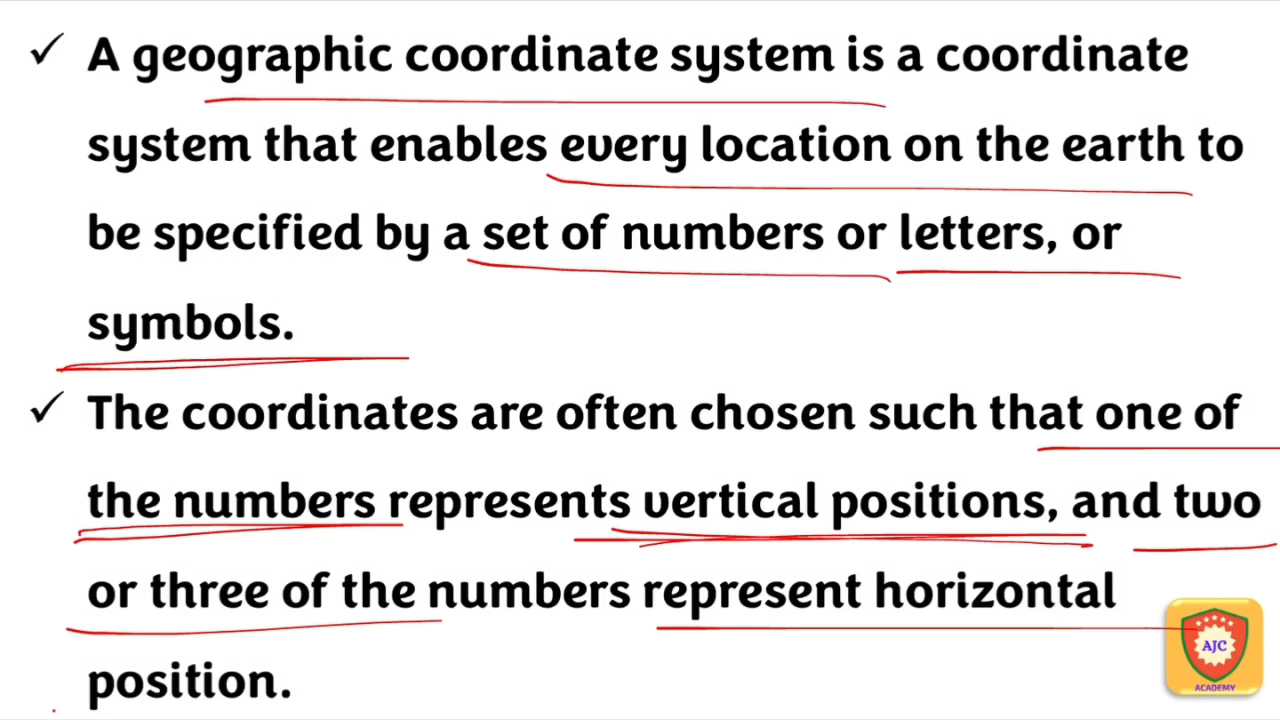 ✓ A geographic coordinate system is a coordinate
system that enables every location on the earth to
be specified by a set of numbers or letters, or
symbols.
✓ The coordinates are often chosen such that one of
the numbers represents vertical positions, and two
or three of the numbers represent horizontal
position.
AJC
ACADEMY